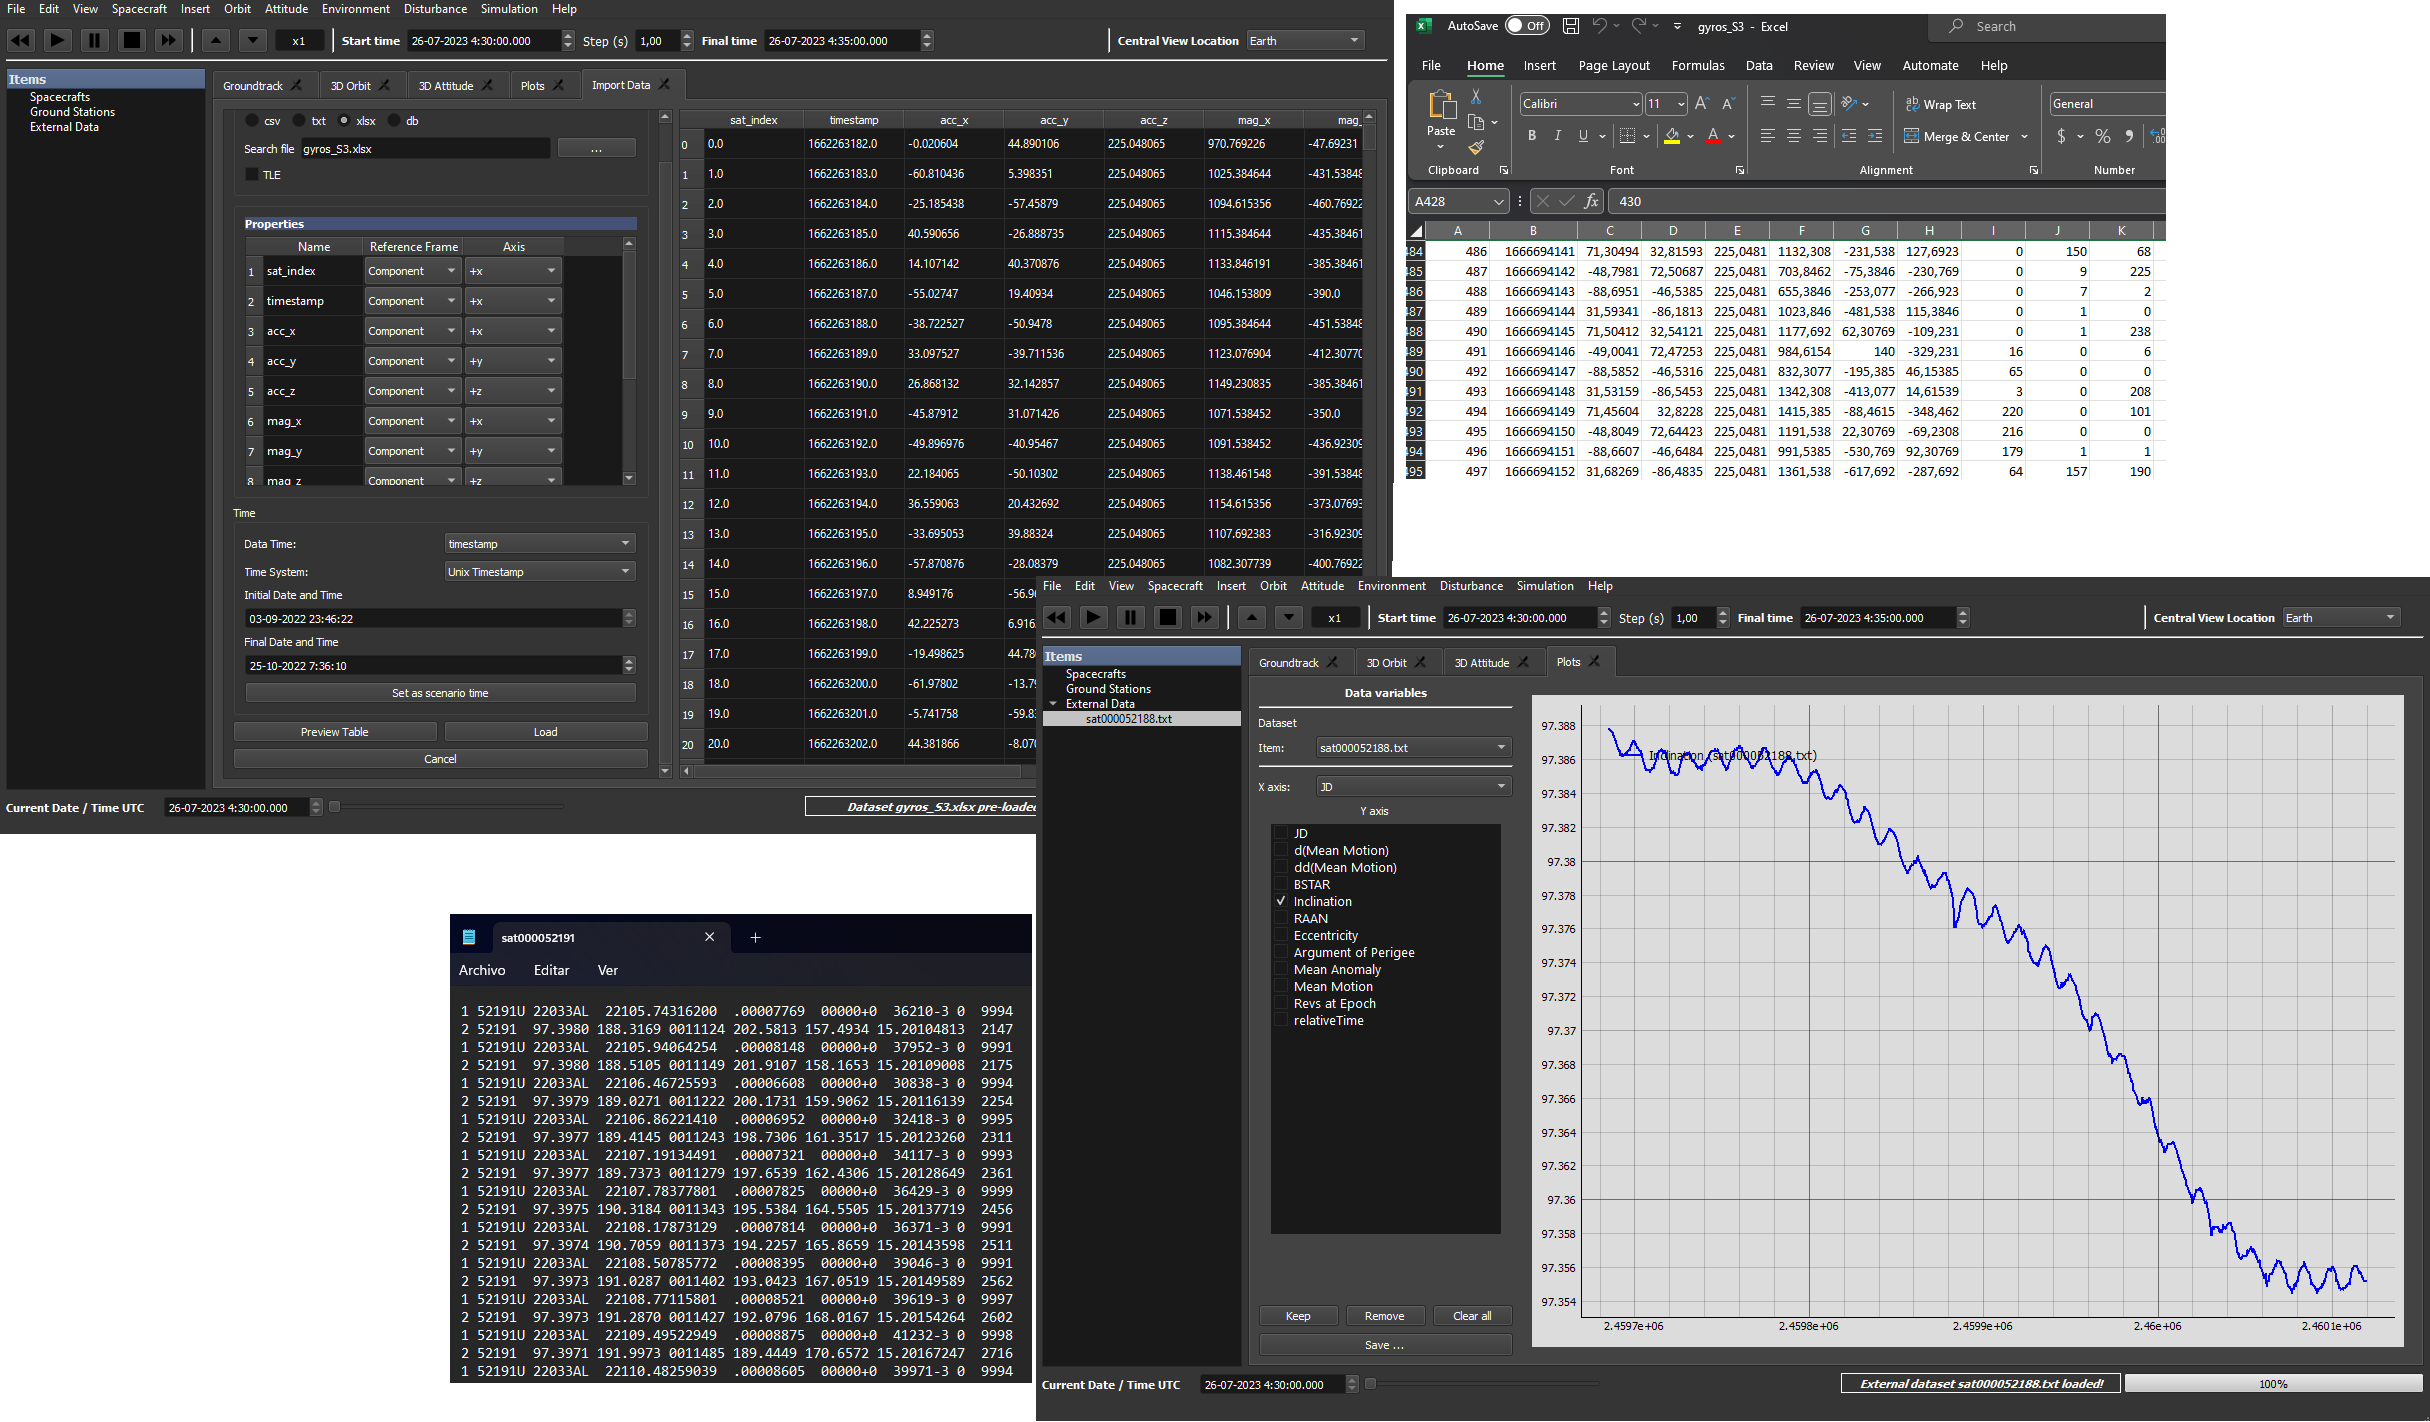 File Edit View Spacecraft Insert Orbit Attitude Environment Disturbance Simulation Help
x1 Start time 26-07-2023 4:30:00.000 Step (s) 1,00 Final time 26-07-2023 4:35:00.000 Central View Location Earth
Items
Spacecrafts
Ground Stations
External Data
Groundtrack 3D Orbit 3D Attitude Plots Import Data
csv txt xlsx db
Search file gyros_S3.xlsx ...
TLE
Properties
Name Reference Frame Axis
1 sat_index Component +x
2 timestamp Component +x
3 acc_x Component +x
4 acc_y Component +y
5 acc_z Component +z
6 mag_x Component +x
7 mag_y Component +y
8 mag_z Component +z
Time
Data Time: timestamp
Time System: Unix Timestamp
Initial Date and Time
03-09-2022 23:46:22
Final Date and Time
25-10-2022 7:36:10
Set as scenario time
Preview Table Load
Cancel
sat_index timestamp acc_x acc_y acc_z mag_x mag_
0 0.0 1662263182.0 -0.020604 44.890106 225.048065 970.769226 -47.69231
1 1.0 1662263183.0 -60.810436 5.398351 225.048065 1025.384644 -431.53848
2 2.0 1662263184.0 -25.185438 -57.45879 225.048065 1094.615356 -460.76922
3 3.0 1662263185.0 40.590656 -26.888735 225.048065 1115.384644 -435.38461
4 4.0 1662263186.0 14.107142 40.370876 225.048065 1133.846191 -385.38461
5 5.0 1662263187.0 -55.02747 19.40934 225.048065 1046.153809 -390.0
6 6.0 1662263188.0 -38.722527 -50.9478 225.048065 1095.384644 -451.53848
7 7.0 1662263189.0 33.097527 -39.711536 225.048065 1123.076904 -412.30770
8 8.0 1662263190.0 26.868132 32.142857 225.048065 1149.230835 -385.38461
9 9.0 1662263191.0 -45.87912 31.071426 225.048065 1071.538452 -350.0
10 10.0 1662263192.0 -49.896976 -40.95467 225.048065 1091.538452 -436.92309
11 11.0 1662263193.0 22.184065 -50.10302 225.048065 1138.461548 -391.53848
12 12.0 1662263194.0 36.559063 20.432692 225.048065 1154.615356 -373.07693
13 13.0 1662263195.0 -33.695053 39.88324 225.048065 1107.692383 -316.92309
14 14.0 1662263196.0 -57.870876 -28.08379 225.048065 1082.307739 -400.76922
15 15.0 1662263197.0 8.949176 -56.9
16 16.0 1662263198.0 42.225273 6.916
17 17.0 1662263199.0 -19.498625 44.78
18 18.0 1662263200.0 -61.97802 -13.7
19 19.0 1662263201.0 -5.741758 -59.8
20 20.0 1662263202.0 44.381866 -8.07
Current Date / Time UTC 26-07-2023 4:30:00.000 Dataset gyros_S3.xlsx pre-loaded
AutoSave Off gyros_S3 - Excel Search
File Home Insert Page Layout Formulas Data Review View Automate Help
Paste Calibri 11 Wrap Text General
B I U Merge & Center
Clipboard Font Alignment Number
A428 fx 430
A B C D E F G H I J K
484 486 1666694141 71,30494 32,81593 225,0481 1132,308 -231,538 127,6923 0 150 68
485 487 1666694142 -48,7981 72,50687 225,0481 703,8462 -75,3846 -230,769 0 9 225
486 488 1666694143 -88,6951 -46,5385 225,0481 655,3846 -253,077 -266,923 0 7 2
487 489 1666694144 31,59341 -86,1813 225,0481 1023,846 -481,538 115,3846 0 1 0
488 490 1666694145 71,50412 32,54121 225,0481 1177,692 62,30769 -109,231 0 1 238
489 491 1666694146 -49,0041 72,47253 225,0481 984,6154 140 -329,231 16 0 6
490 492 1666694147 -88,5852 -46,5316 225,0481 832,3077 -195,385 46,15385 65 0 0
491 493 1666694148 31,53159 -86,5453 225,0481 1342,308 -413,077 14,61539 3 0 208
492 494 1666694149 71,45604 32,8228 225,0481 1415,385 -88,4615 -348,462 220 0 101
493 495 1666694150 -48,8049 72,64423 225,0481 1191,538 22,30769 -69,2308 216 0 0
494 496 1666694151 -88,6607 -46,6484 225,0481 991,5385 -530,769 92,30769 179 1 1
495 497 1666694152 31,68269 -86,4835 225,0481 1361,538 -617,692 -287,692 64 157 190
File Edit View Spacecraft Insert Orbit Attitude Environment Disturbance Simulation Help
x1 Start time 26-07-2023 4:30:00.000 Step (s) 1,00 Final time 26-07-2023 4:35:00.000 Central View Location Earth
Items
Spacecrafts
Ground Stations
External Data
sat000052188.txt
Groundtrack 3D Orbit 3D Attitude Plots
Data variables
Dataset
Item: sat000052188.txt
X axis: JD
Y axis
JD
d(Mean Motion)
dd(Mean Motion)
BSTAR
Inclination
RAAN
Eccentricity
Argument of Perigee
Mean Anomaly
Mean Motion
Revs at Epoch
relativeTime
Keep Remove Clear all
Save ...
Inclination (sat000052188.txt)
97.388
97.386
97.384
97.382
97.38
97.378
97.376
97.374
97.372
97.37
97.368
97.366
97.364
97.362
97.36
97.358
97.356
97.354
2.4597e+06 2.4598e+06 2.4599e+06 2.46e+06 2.4601e+06
Current Date / Time UTC 26-07-2023 4:30:00.000 External dataset sat000052188.txt loaded! 100%
sat000052191
Archivo Editar Ver
1 52191U 22033AL 22105.74316200 .00007769 00000+0 36210-3 0 9994
2 52191 97.3980 188.3169 0011124 202.5813 157.4934 15.20104813 2147
1 52191U 22033AL 22105.94064254 .00008148 00000+0 37952-3 0 9991
2 52191 97.3980 188.5105 0011149 201.9107 158.1653 15.20109008 2175
1 52191U 22033AL 22106.46725593 .00006608 00000+0 30838-3 0 9994
2 52191 97.3979 189.0271 0011222 200.1731 159.9062 15.20116139 2254
1 52191U 22033AL 22106.86221410 .00006952 00000+0 32418-3 0 9995
2 52191 97.3977 189.4145 0011243 198.7306 161.3517 15.20123260 2311
1 52191U 22033AL 22107.19134491 .00007321 00000+0 34117-3 0 9993
2 52191 97.3977 189.7373 0011279 197.6539 162.4306 15.20128649 2361
1 52191U 22033AL 22107.78377801 .00007825 00000+0 36429-3 0 9999
2 52191 97.3975 190.3184 0011343 195.5384 164.5505 15.20137719 2456
1 52191U 22033AL 22108.17873129 .00007814 00000+0 36371-3 0 9991
2 52191 97.3974 190.7059 0011373 194.2257 165.8659 15.20143598 2511
1 52191U 22033AL 22108.50785772 .00008395 00000+0 39046-3 0 9991
2 52191 97.3973 191.0287 0011402 193.0423 167.0519 15.20149589 2562
1 52191U 22033AL 22108.77115801 .00008521 00000+0 39619-3 0 9997
2 52191 97.3973 191.2870 0011427 192.0796 168.0167 15.20154264 2602
1 52191U 22033AL 22109.49522949 .00008875 00000+0 41232-3 0 9998
2 52191 97.3971 191.9973 0011485 189.4449 170.6572 15.20167247 2716
1 52191U 22033AL 22110.48259039 .00008605 00000+0 39971-3 0 9994